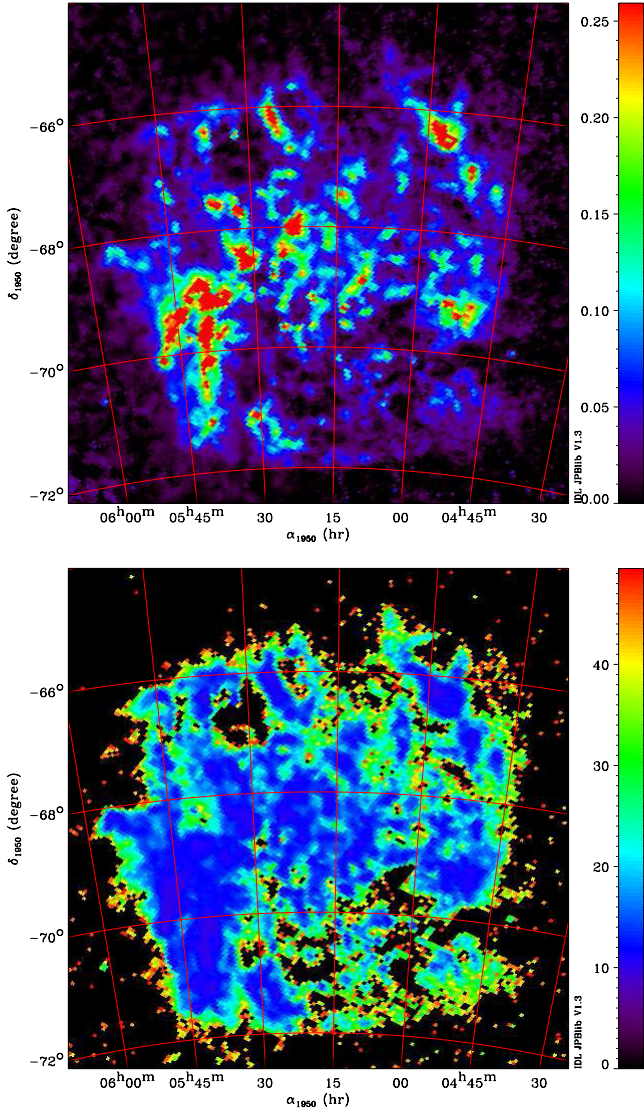 0.25
0.20
-66°
0.15
-68°
δ1950 (degree)
0.10
-70°
0.05
IDL JPBlib V1.3
-72°
0.00
06ʰ00ᵐ 05ʰ45ᵐ 30 15 00 04ʰ45ᵐ 30
α1950 (hr)
40
-66°
30
-68°
δ1950 (degree)
20
-70°
10
IDL JPBlib V1.3
-72°
0
06ʰ00ᵐ 05ʰ45ᵐ 30 15 00 04ʰ45ᵐ 30
α1950 (hr)